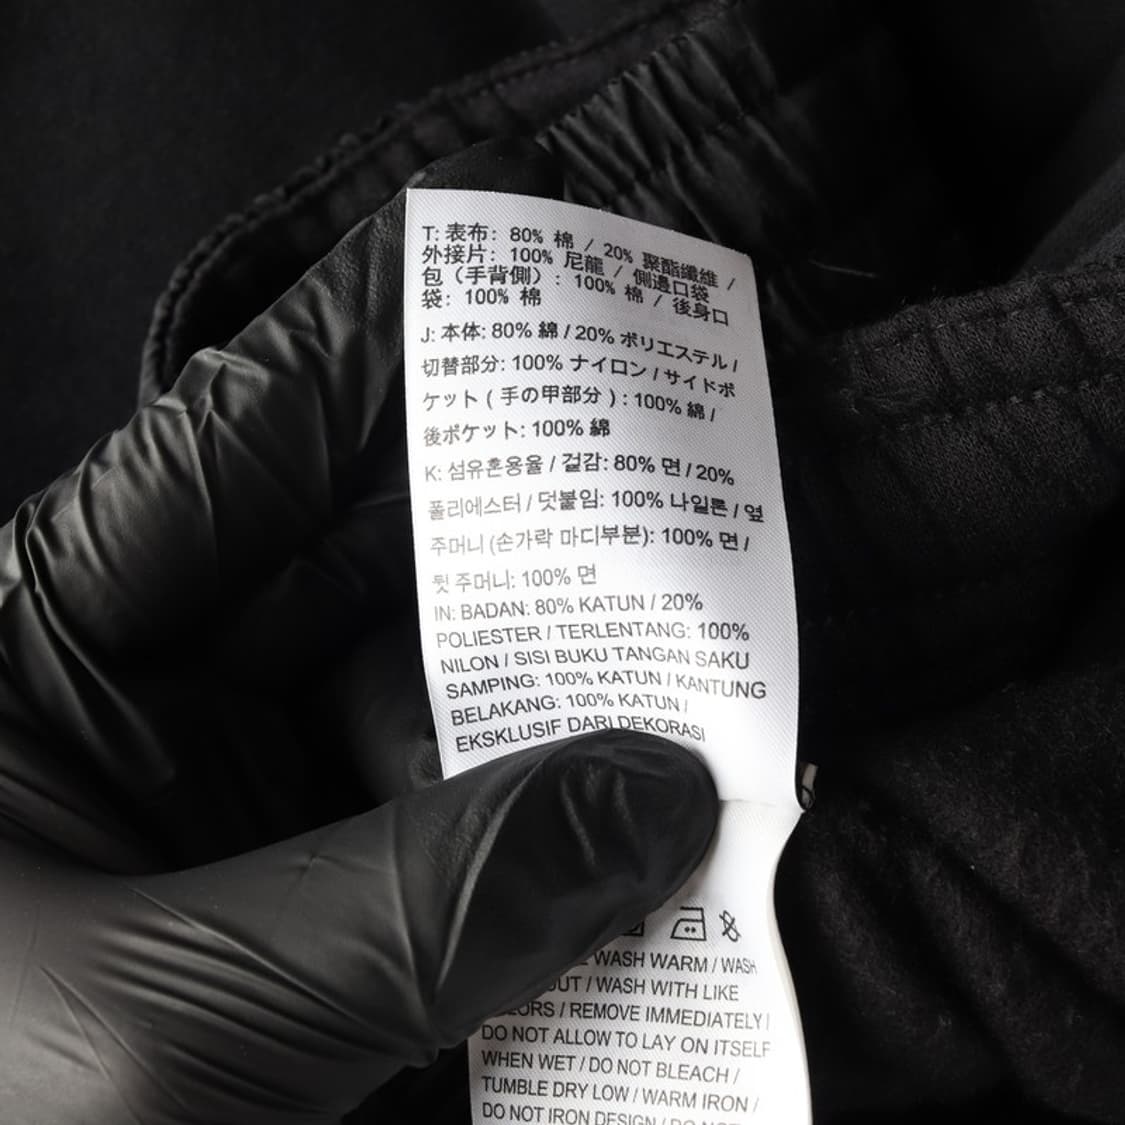 T: 表布: 80% 棉 / 20% 聚酯纖維 /
外接片: 100% 尼龍 / 側邊口袋
包 (手背側) : 100% 棉 / 後身口
袋: 100% 棉
J: 本体: 80% 綿 / 20% ポリエステル /
切替部分: 100% ナイロン / サイドポ
ケット ( 手の甲部分 ) : 100% 綿 /
後ポケット: 100% 綿
K: 섬유혼용율 / 겉감: 80% 면 / 20%
폴리에스터 / 덧붙임: 100% 나일론 / 옆
주머니 (손가락 마디부분): 100% 면 /
뒷 주머니: 100% 면
IN: BADAN: 80% KATUN / 20%
POLIESTER / TERLENTANG: 100%
NILON / SISI BUKU TANGAN SAKU
SAMPING: 100% KATUN / KANTUNG
BELAKANG: 100% KATUN /
EKSKLUSIF DARI DEKORASI
WASH WARM / WASH
/ WASH WITH LIKE
/ REMOVE IMMEDIATELY /
DO NOT ALLOW TO LAY ON ITSELF
WHEN WET / DO NOT BLEACH /
TUMBLE DRY LOW / WARM IRON /
DO NOT IRON DESIGN / DO NOT